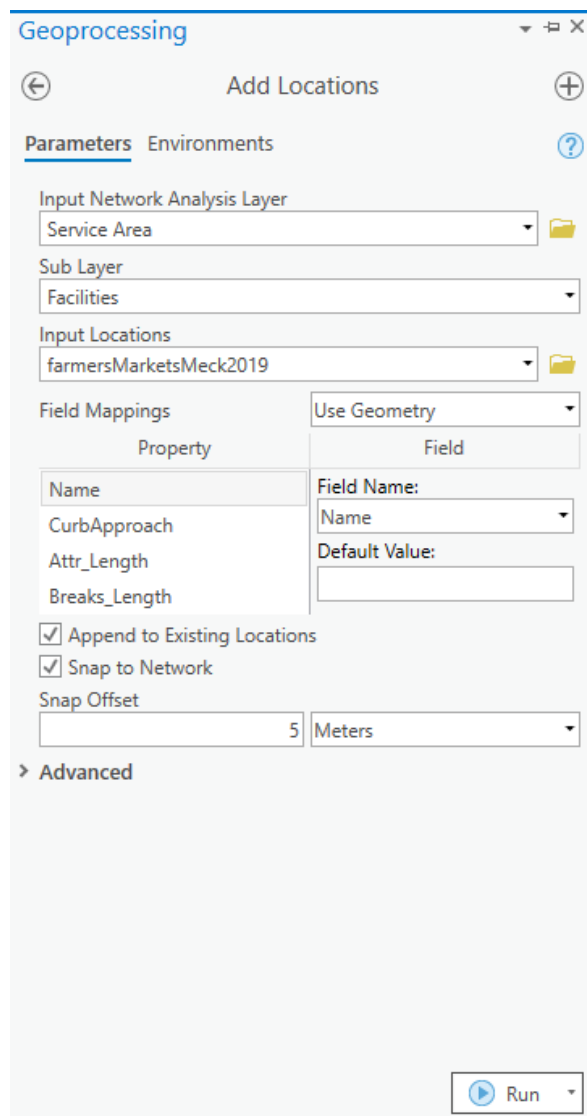 Geoprocessing
Add Locations
Parameters Environments
Input Network Analysis Layer
Service Area
Sub Layer
Facilities
Input Locations
farmersMarketsMeck2019
Field Mappings Use Geometry
Property Field
Name
Field Name:
Name
CurbApproach
Default Value:
Attr_Length
Breaks_Length
Append to Existing Locations
Snap to Network
Snap Offset
5 Meters
Advanced
Run